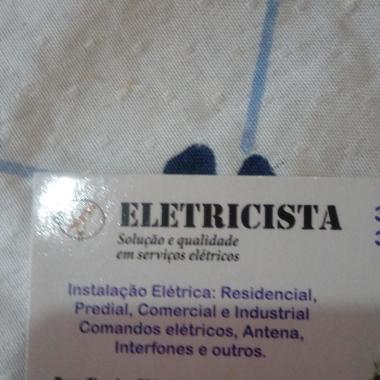 ELETRICISTA
Solução e qualidade
em serviços elétricos
Instalação Elétrica: Residencial,
Predial, Comercial e Industrial
Comandos elétricos, Antena,
Interfones e outros.